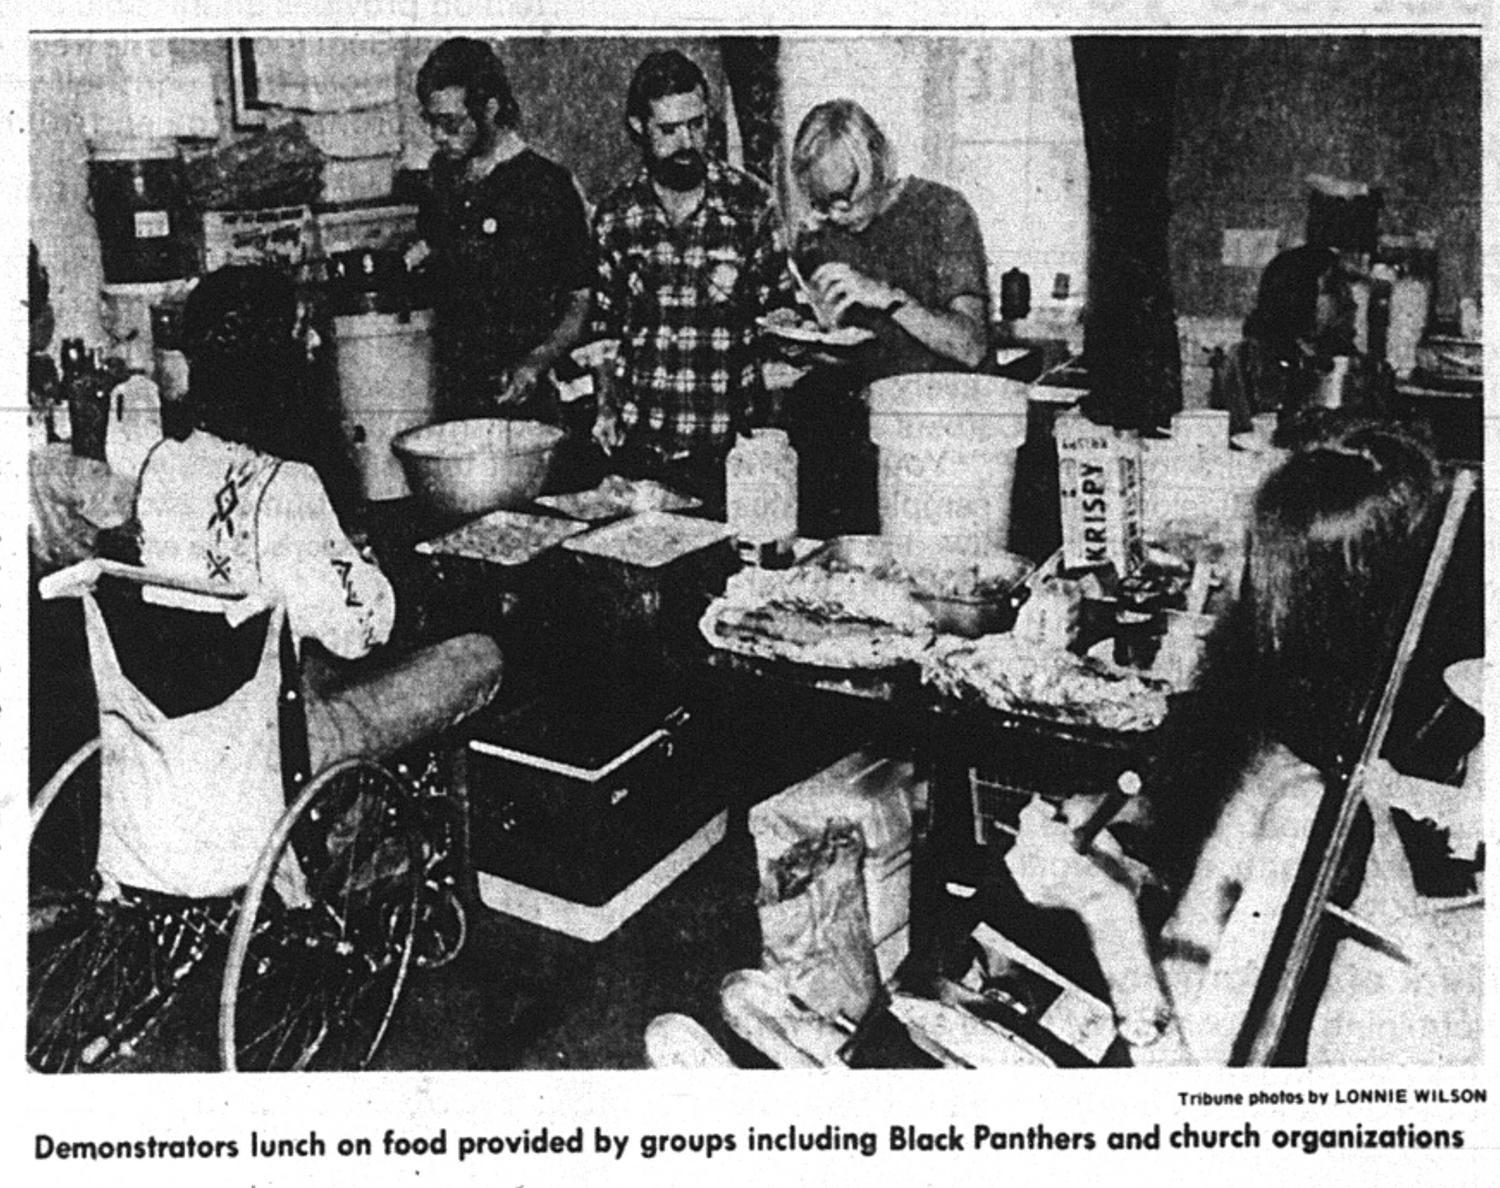 KRISPY
Tribune photos by LONNIE WILSON
Demonstrators lunch on food provided by groups including Black Panthers and church organizations